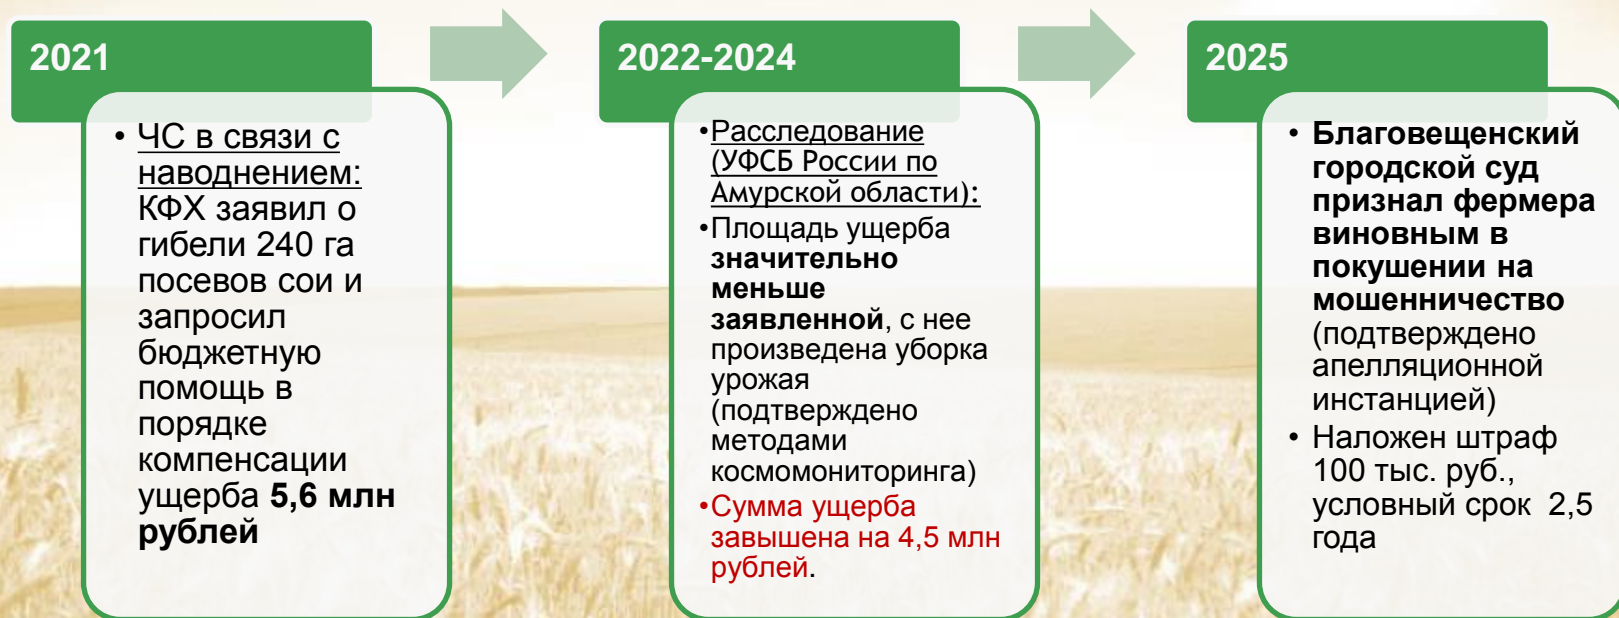 2021
• ЧС в связи с
наводнением:
КФХ заявил о
гибели 240 га
посевов сои и
запросил
бюджетную
помощь в
порядке
компенсации
ущерба 5,6 млн
рублей
2022-2024
•Расследование
(УФСБ России по
Амурской области):
•Площадь ущерба
значительно
меньше
заявленной, с нее
произведена уборка
урожая
(подтверждено
методами
космомониторинга)
•Сумма ущерба
завышена на 4,5 млн
рублей.
2025
• Благовещенский
городской суд
признал фермера
виновным в
покушении на
мошенничество
(подтверждено
апелляционной
инстанцией)
• Наложен штраф
100 тыс. руб.,
условный срок 2,5
года